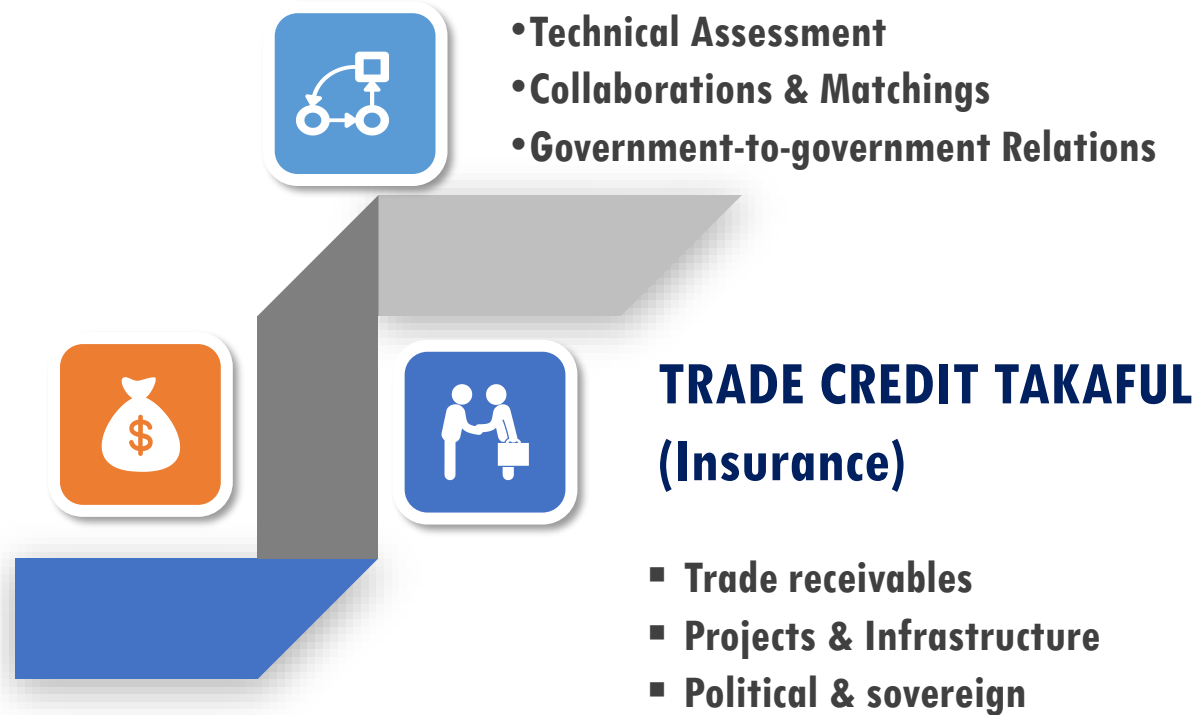 •Technical Assessment
•Collaborations & Matchings
•Government-to-government Relations
$
TRADE CREDIT TAKAFUL
(Insurance)
▪ Trade receivables
▪ Projects & Infrastructure
▪ Political & sovereign